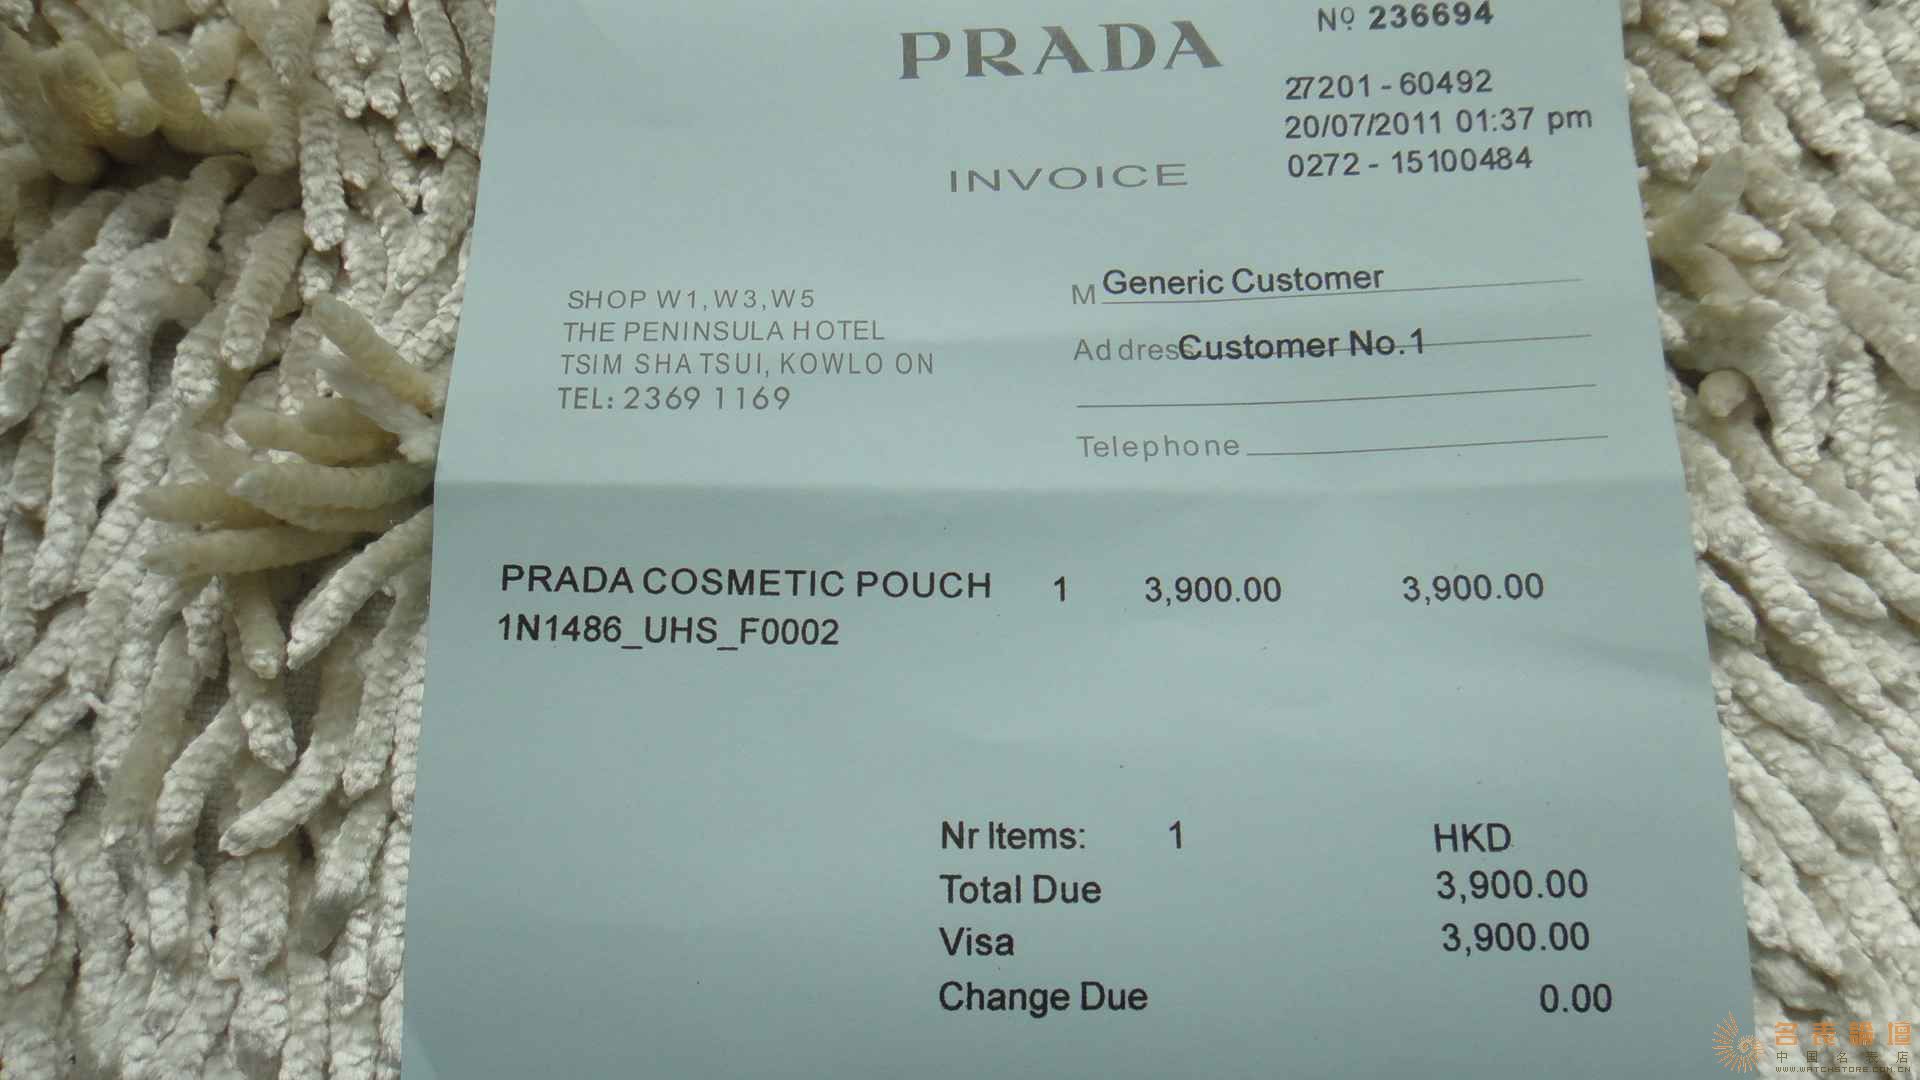 PRADA
Nº 236694
27201 - 60492
20/07/2011 01:37 pm
0272 - 15100484
INVOICE
SHOP W1, W3, W5
THE PENINSULA HOTEL
TSIM SHA TSUI, KOWLO ON
TEL: 2369 1169
M Generic Customer
Address Customer No.1
Telephone
PRADA COSMETIC POUCH 1 3,900.00 3,900.00
1N1486_UHS_F0002
Nr Items: 1 HKD
Total Due 3,900.00
Visa 3,900.00
Change Due 0.00
名表論壇
中國名表店
WWW.WATCHSTORE.COM.CN